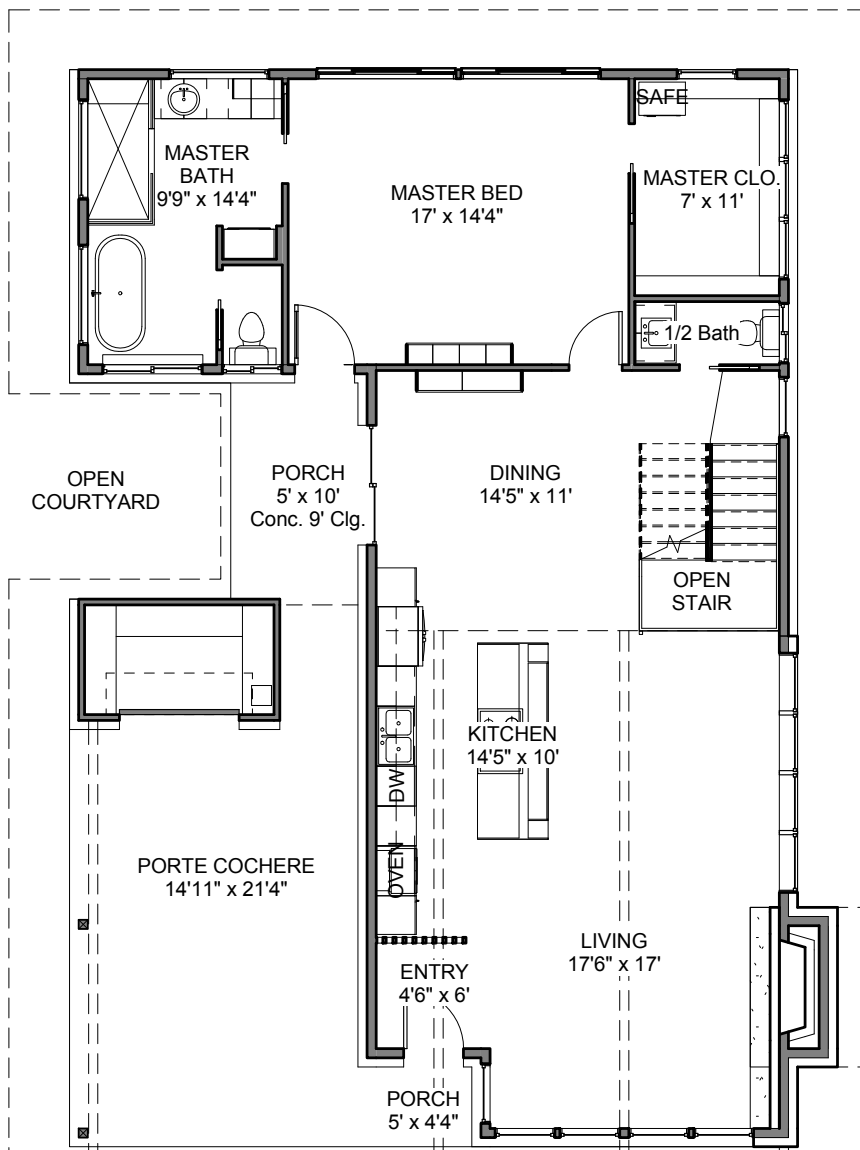 SAFE
MASTER
BATH
9'9" x 14'4"
MASTER BED
17' x 14'4"
MASTER CLO.
7' x 11'
1/2 Bath
OPEN
COURTYARD
PORCH
5' x 10'
Conc. 9' Clg.
DINING
14'5" x 11'
OPEN
STAIR
KITCHEN
14'5" x 10'
DW
OVEN
PORTE COCHERE
14'11" x 21'4"
LIVING
17'6" x 17'
ENTRY
4'6" x 6'
PORCH
5' x 4'4"